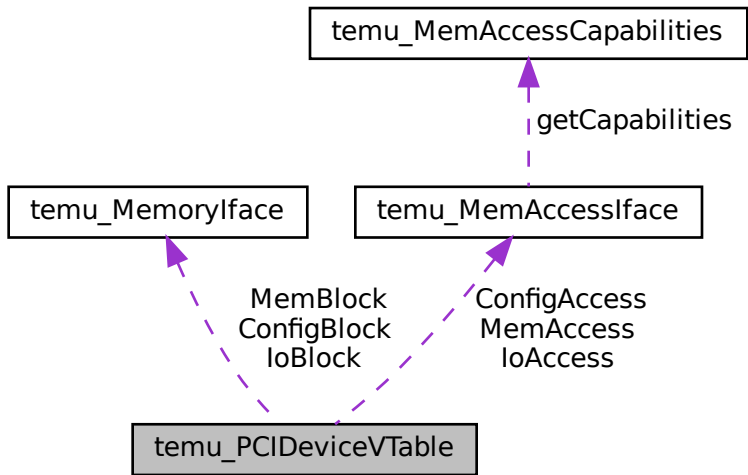 temu_MemAccessCapabilities
getCapabilities
temu_MemoryIface
temu_MemAccessIface
MemBlock
ConfigBlock
IoBlock
ConfigAccess
MemAccess
IoAccess
temu_PCIDeviceVTable